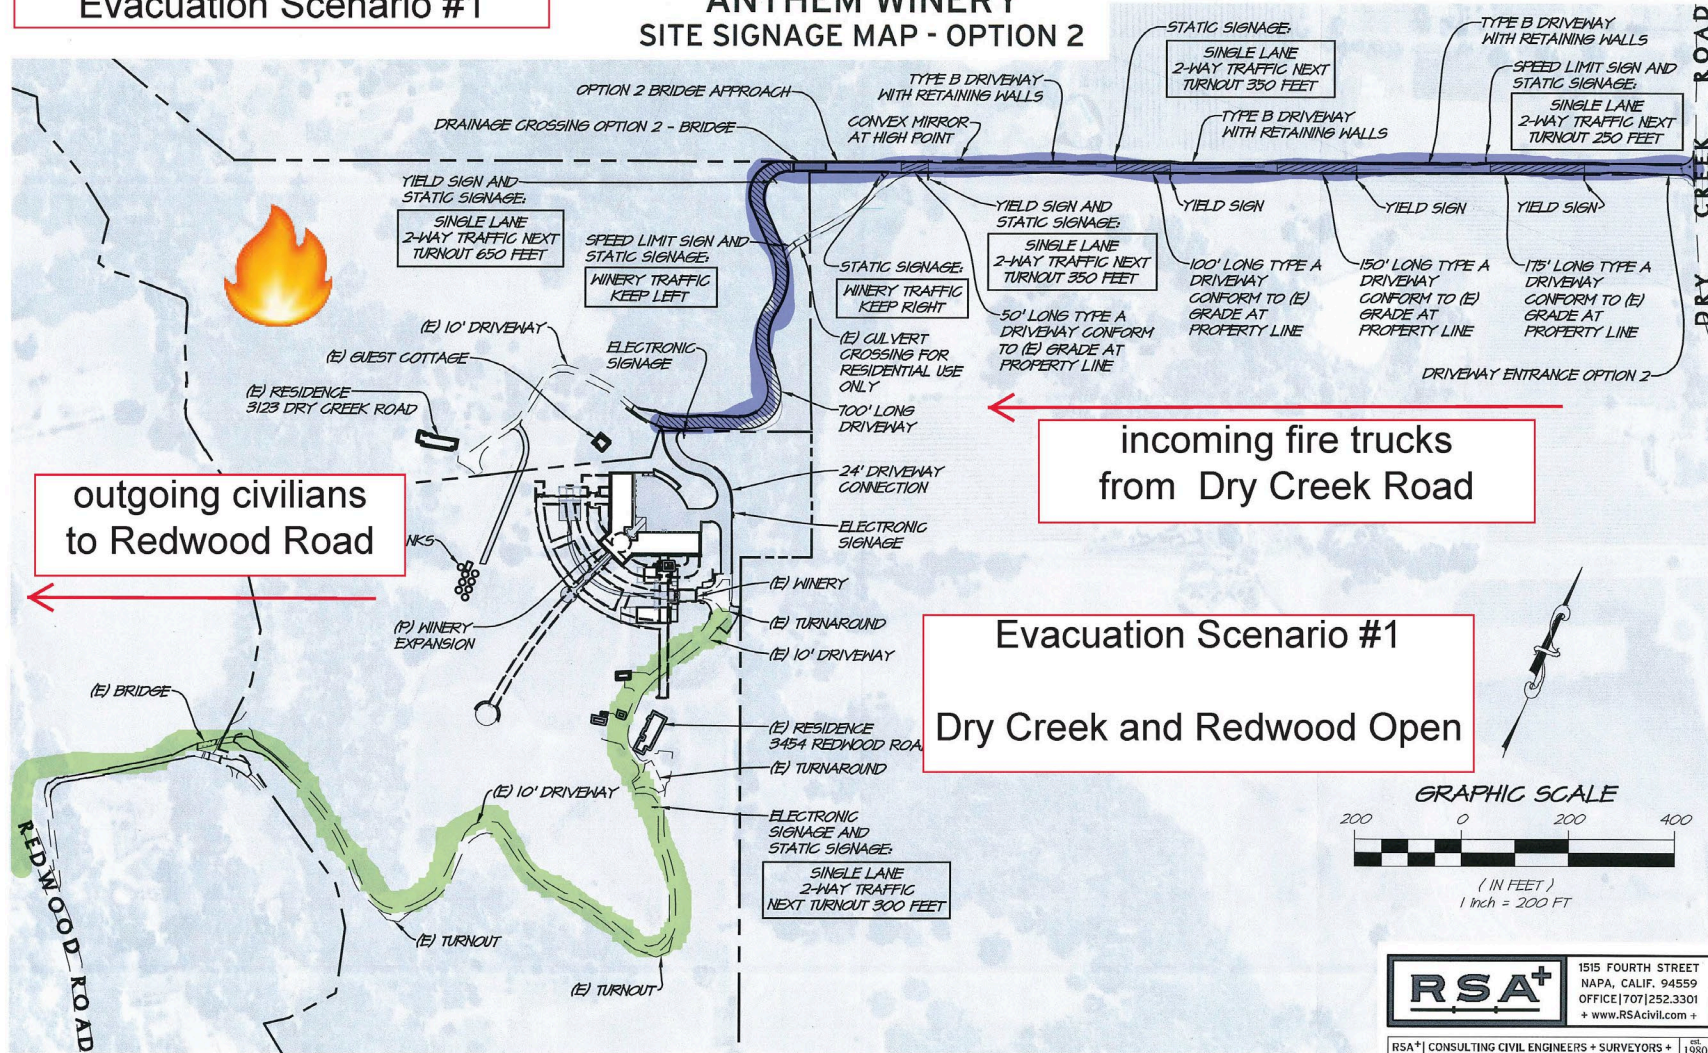 Evacuation Scenario #1
ANTHEM WINERY
SITE SIGNAGE MAP - OPTION 2
STATIC SIGNAGE:
SINGLE LANE
2-WAY TRAFFIC NEXT
TURNOUT 350 FEET
TYPE B DRIVEWAY
WITH RETAINING WALLS
SPEED LIMIT SIGN AND
STATIC SIGNAGE:
SINGLE LANE
2-WAY TRAFFIC NEXT
TURNOUT 250 FEET
DRY CREEK ROAD
OPTION 2 BRIDGE APPROACH
TYPE B DRIVEWAY
WITH RETAINING WALLS
DRAINAGE CROSSING OPTION 2 - BRIDGE
CONVEX MIRROR
AT HIGH POINT
TYPE B DRIVEWAY
WITH RETAINING WALLS
YIELD SIGN AND
STATIC SIGNAGE:
SINGLE LANE
2-WAY TRAFFIC NEXT
TURNOUT 650 FEET
SPEED LIMIT SIGN AND
STATIC SIGNAGE:
WINERY TRAFFIC
KEEP LEFT
STATIC SIGNAGE:
WINERY TRAFFIC
KEEP RIGHT
YIELD SIGN AND
STATIC SIGNAGE:
SINGLE LANE
2-WAY TRAFFIC NEXT
TURNOUT 350 FEET
YIELD SIGN
YIELD SIGN
YIELD SIGN
100' LONG TYPE A
DRIVEWAY
CONFORM TO (E)
GRADE AT
PROPERTY LINE
150' LONG TYPE A
DRIVEWAY
CONFORM TO (E)
GRADE AT
PROPERTY LINE
175' LONG TYPE A
DRIVEWAY
CONFORM TO (E)
GRADE AT
PROPERTY LINE
50' LONG TYPE A
DRIVEWAY CONFORM
TO (E) GRADE AT
PROPERTY LINE
DRIVEWAY ENTRANCE OPTION 2
(E) 10' DRIVEWAY
(E) GUEST COTTAGE
(E) RESIDENCE
3123 DRY CREEK ROAD
ELECTRONIC
SIGNAGE
(E) CULVERT
CROSSING FOR
RESIDENTIAL USE
ONLY
700' LONG
DRIVEWAY
incoming fire trucks
from Dry Creek Road
outgoing civilians
to Redwood Road
NKS
24' DRIVEWAY
CONNECTION
ELECTRONIC
SIGNAGE
(E) WINERY
(E) TURNAROUND
(E) 10' DRIVEWAY
(P) WINERY
EXPANSION
Evacuation Scenario #1
Dry Creek and Redwood Open
(E) BRIDGE
(E) RESIDENCE
3454 REDWOOD ROA
(E) TURNAROUND
(E) 10' DRIVEWAY
ELECTRONIC
SIGNAGE AND
STATIC SIGNAGE:
SINGLE LANE
2-WAY TRAFFIC
NEXT TURNOUT 300 FEET
(E) TURNOUT
(E) TURNOUT
REDWOOD ROAD
GRAPHIC SCALE
200 0 200 400
( IN FEET )
1 Inch = 200 FT
RSA+
1515 FOURTH STREET
NAPA, CALIF. 94559
OFFICE|707|252.3301
+ www.RSAcivil.com +
RSA+| CONSULTING CIVIL ENGINEERS + SURVEYORS +
est.
1980